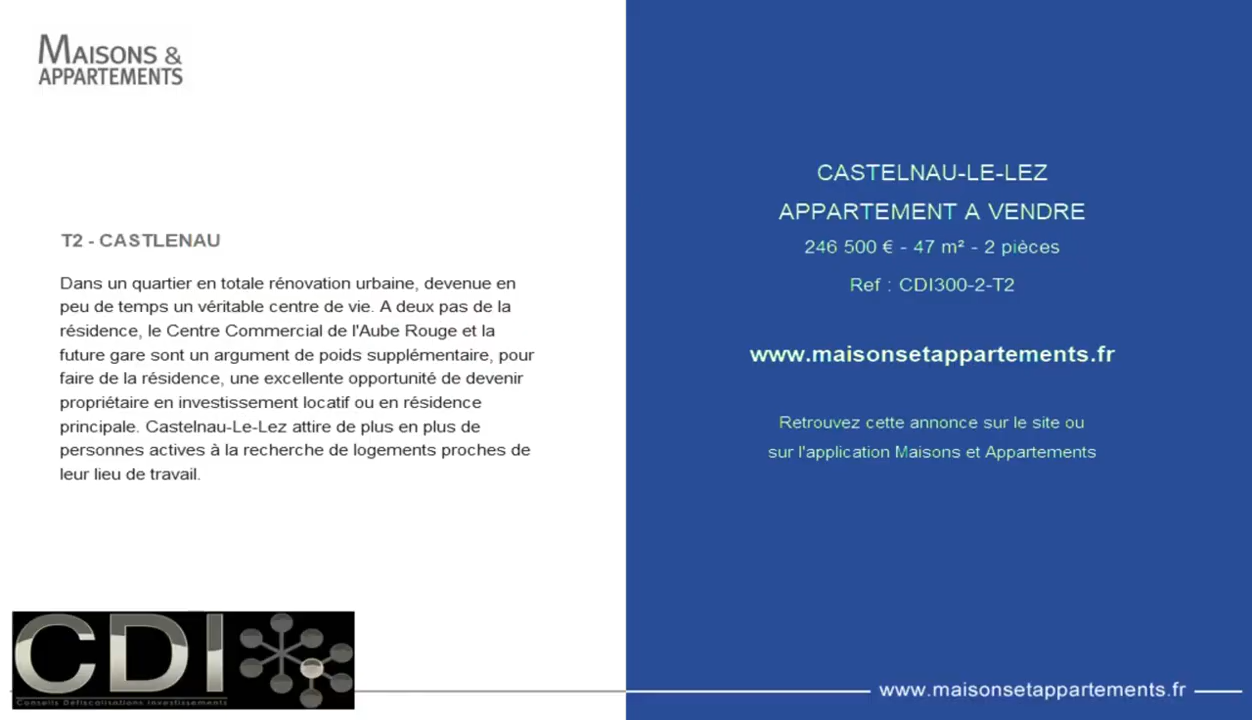 MAISONS &
APPARTEMENTS
T2 - CASTLENAU
Dans un quartier en totale rénovation urbaine, devenue en
peu de temps un véritable centre de vie. A deux pas de la
résidence, le Centre Commercial de l'Aube Rouge et la
future gare sont un argument de poids supplémentaire, pour
faire de la résidence, une excellente opportunité de devenir
propriétaire en investissement locatif ou en résidence
principale. Castelnau-Le-Lez attire de plus en plus de
personnes actives à la recherche de logements proches de
leur lieu de travail.
CDI
Conseils Défiscalisations Investissements
CASTELNAU-LE-LEZ
APPARTEMENT A VENDRE
246 500 € - 47 m² - 2 pièces
Ref : CDI300-2-T2
www.maisonsetappartements.fr
Retrouvez cette annonce sur le site ou
sur l'application Maisons et Appartements
www.maisonsetappartements.fr